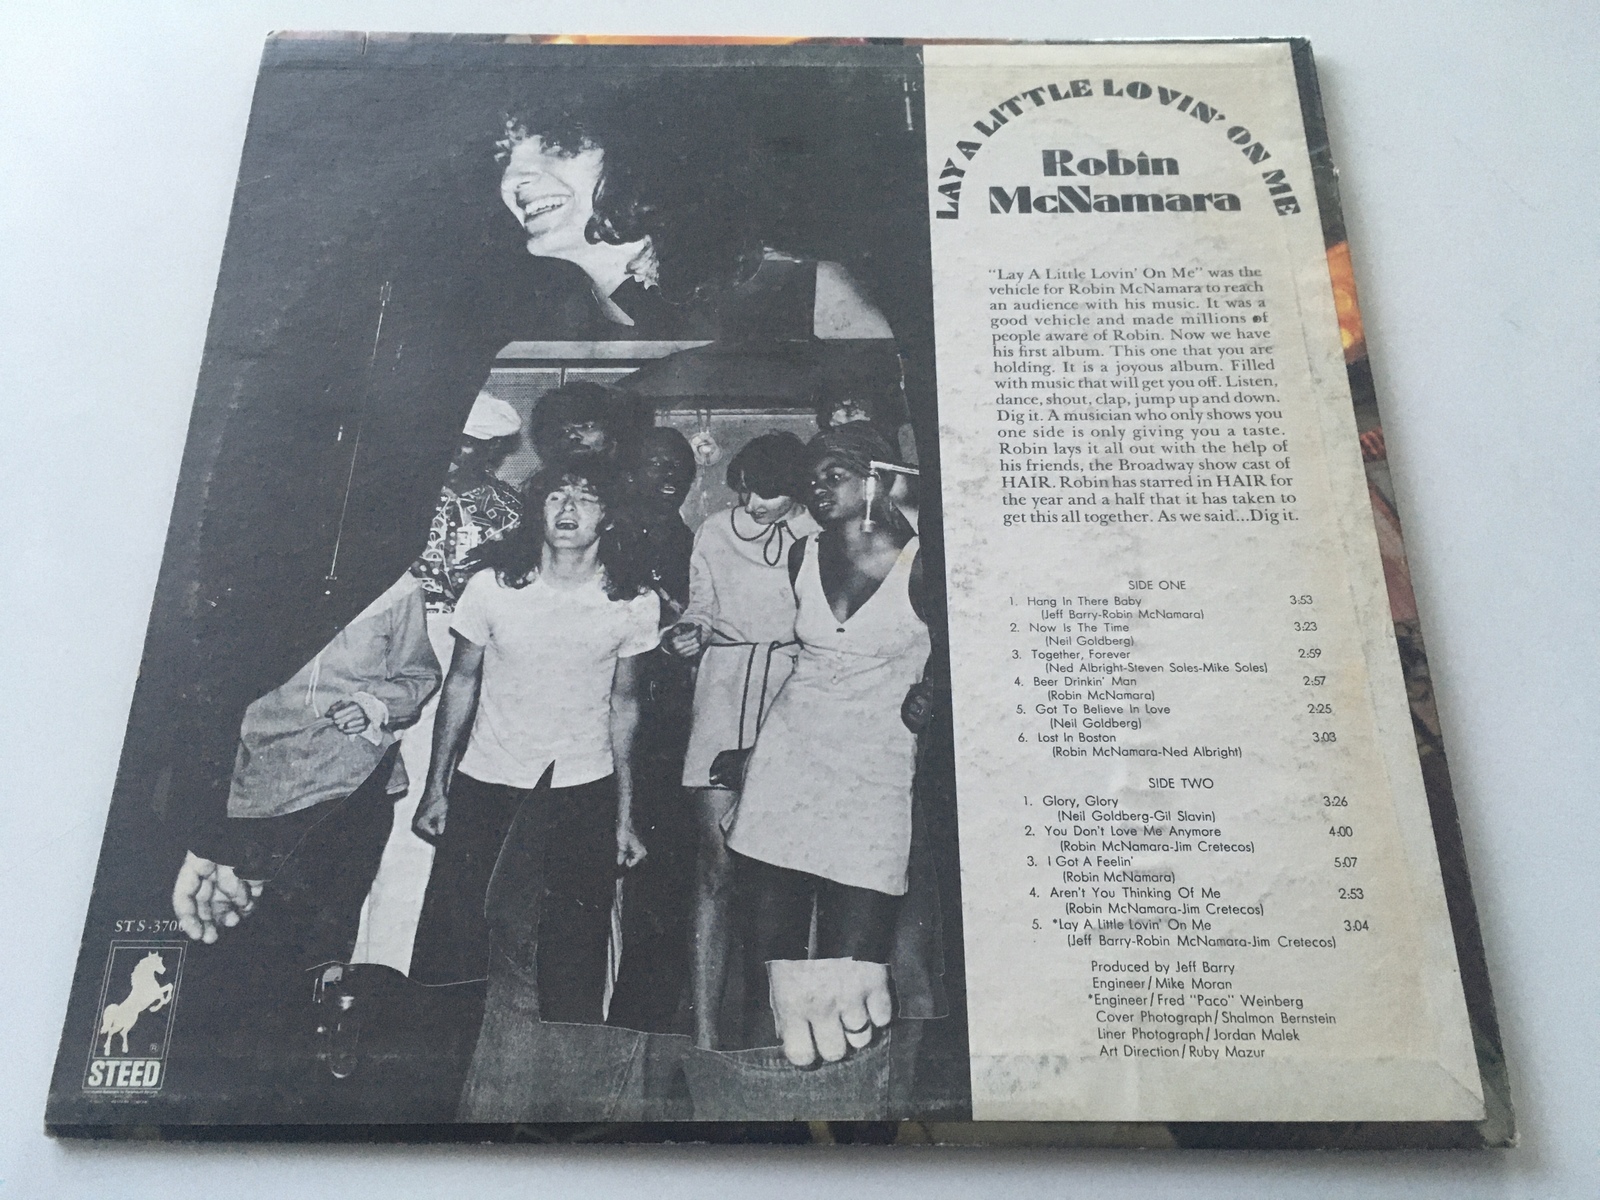 LAY A LITTLE LOVIN' ON ME
Robin
McNamara
"Lay A Little Lovin' On Me" was the
vehicle for Robin McNamara to reach
an audience with his music. It was a
good vehicle and made millions of
people aware of Robin. Now we have
his first album. This one that you are
holding. It is a joyous album. Filled
with music that will get you off. Listen,
dance, shout, clap, jump up and down.
Dig it. A musician who only shows you
one side is only giving you a taste.
Robin lays it all out with the help of
his friends, the Broadway show cast of
HAIR. Robin has starred in HAIR for
the year and a half that it has taken to
get this all together. As we said...Dig it.
SIDE ONE
1. Hang In There Baby 3:53
(Jeff Barry-Robin McNamara)
2. Now Is The Time 3:23
(Neil Goldberg)
3. Together, Forever 2:59
(Ned Albright-Steven Soles-Mike Soles)
4. Beer Drinkin' Man 2:57
(Robin McNamara)
5. Got To Believe In Love 2:25
(Neil Goldberg)
6. Lost In Boston 3:03
(Robin McNamara-Ned Albright)
SIDE TWO
1. Glory, Glory 3:26
(Neil Goldberg-Gil Slavin)
2. You Don't Love Me Anymore 4:00
(Robin McNamara-Jim Cretecos)
3. I Got A Feelin' 5:07
(Robin McNamara)
4. Aren't You Thinking Of Me 2:53
(Robin McNamara-Jim Cretecos)
5. *Lay A Little Lovin' On Me 3:04
(Jeff Barry-Robin McNamara-Jim Cretecos)
Produced by Jeff Barry
Engineer/Mike Moran
*Engineer/Fred "Paco" Weinberg
Cover Photograph/Shalmon Bernstein
Liner Photograph/Jordan Malek
Art Direction/Ruby Mazur
STS-370
®
STEED